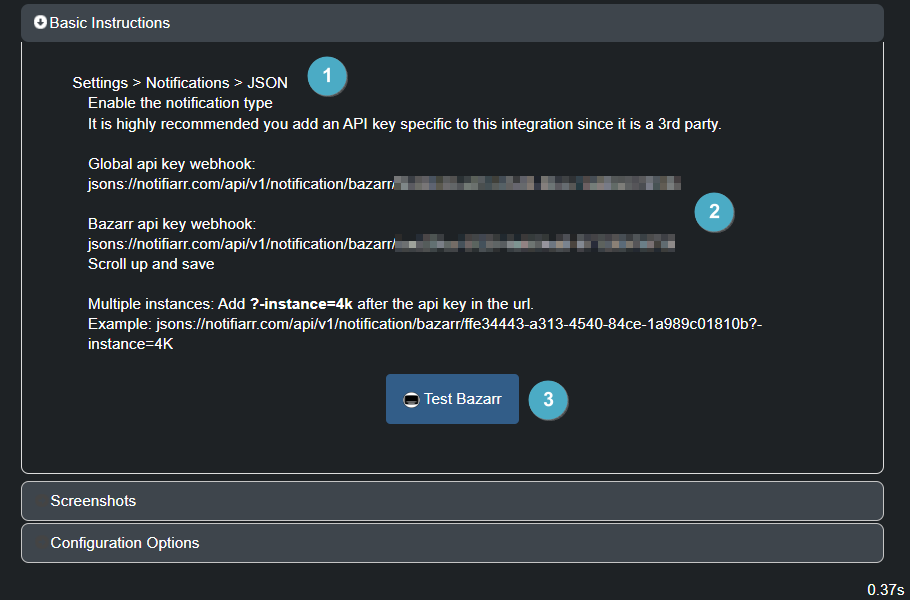 Basic Instructions
Settings > Notifications > JSON
1
Enable the notification type
It is highly recommended you add an API key specific to this integration since it is a 3rd party.
Global api key webhook:
jsons://notifiarr.com/api/v1/notification/bazarr/
2
Bazarr api key webhook:
jsons://notifiarr.com/api/v1/notification/bazarr/
Scroll up and save
Multiple instances: Add ?-instance=4k after the api key in the url.
Example: jsons://notifiarr.com/api/v1/notification/bazarr/ffe34443-a313-4540-84ce-1a989c01810b?-
instance=4K
Test Bazarr
3
Screenshots
Configuration Options
0.37s